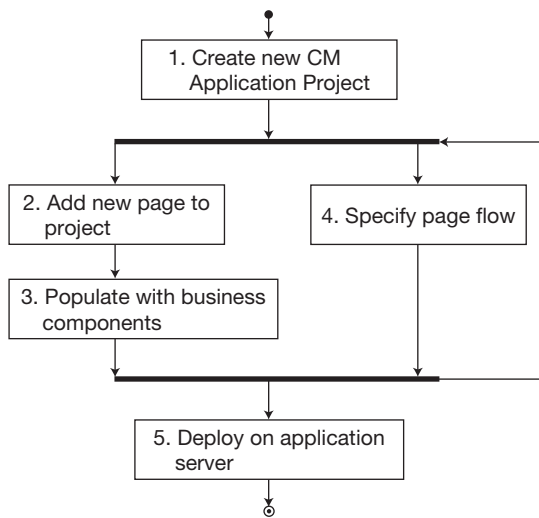 1. Create new CM
Application Project
2. Add new page to
project
4. Specify page flow
3. Populate with business
components
5. Deploy on application
server